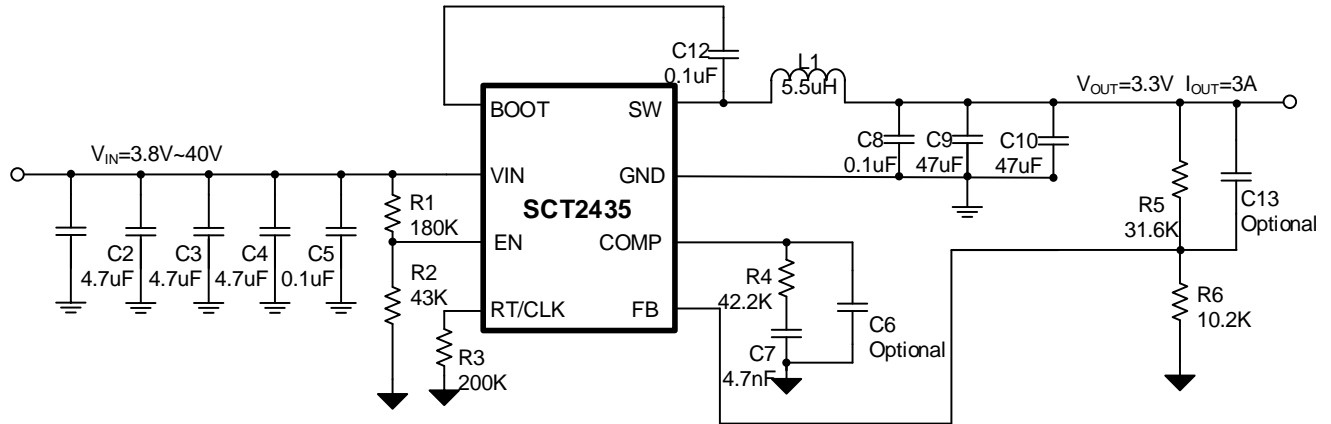 C12
0.1uF
L1
5.5uH
BOOT
SW
VOUT=3.3V IOUT=3A
VIN=3.8V~40V
C8
0.1uF
C9
47uF
C10
47uF
VIN
GND
SCT2435
R1
180K
R5
31.6K
C13
Optional
EN
COMP
C2
4.7uF
C3
4.7uF
C4
4.7uF
C5
0.1uF
R2
43K
R4
42.2K
C6
Optional
RT/CLK
FB
R6
10.2K
R3
200K
C7
4.7nF